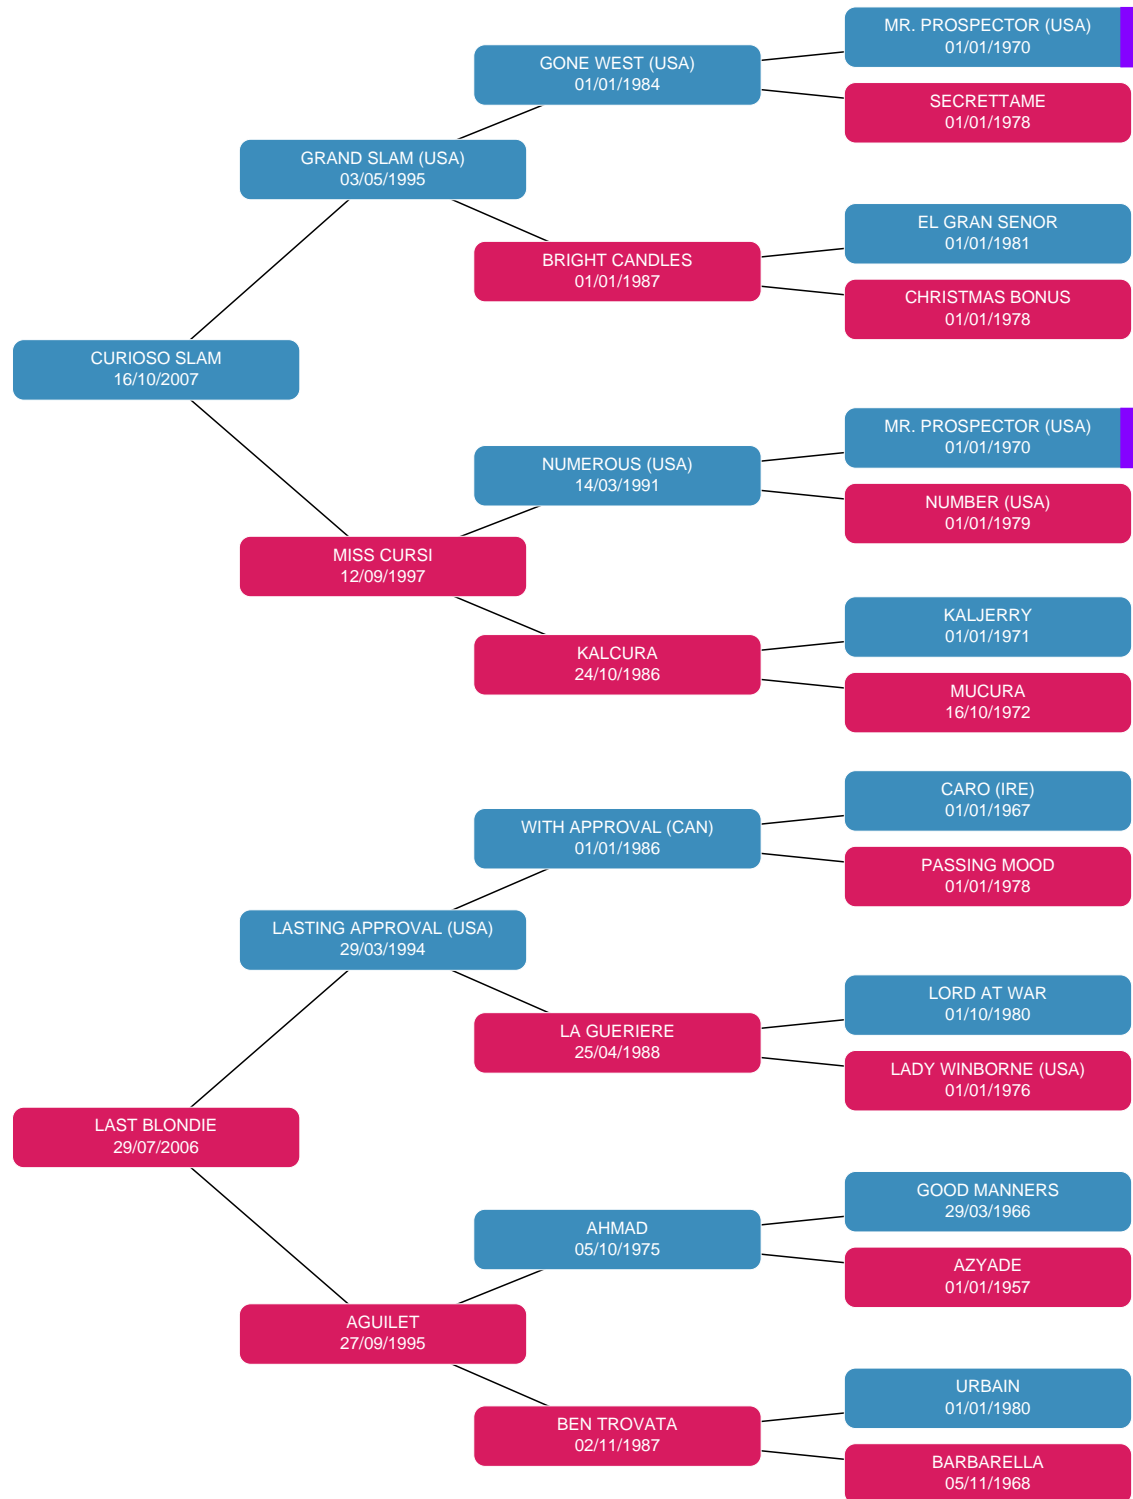 MR. PROSPECTOR (USA)
01/01/1970
GONE WEST (USA)
01/01/1984
SECRETTAME
01/01/1978
GRAND SLAM (USA)
03/05/1995
EL GRAN SENOR
01/01/1981
BRIGHT CANDLES
01/01/1987
CHRISTMAS BONUS
01/01/1978
CURIOSO SLAM
16/10/2007
MR. PROSPECTOR (USA)
01/01/1970
NUMEROUS (USA)
14/03/1991
NUMBER (USA)
01/01/1979
MISS CURSI
12/09/1997
KALJERRY
01/01/1971
KALCURA
24/10/1986
MUCURA
16/10/1972
CARO (IRE)
01/01/1967
WITH APPROVAL (CAN)
01/01/1986
PASSING MOOD
01/01/1978
LASTING APPROVAL (USA)
29/03/1994
LORD AT WAR
01/10/1980
LA GUERIERE
25/04/1988
LADY WINBORNE (USA)
01/01/1976
LAST BLONDIE
29/07/2006
GOOD MANNERS
29/03/1966
AHMAD
05/10/1975
AZYADE
01/01/1957
AGUILET
27/09/1995
URBAIN
01/01/1980
BEN TROVATA
02/11/1987
BARBARELLA
05/11/1968